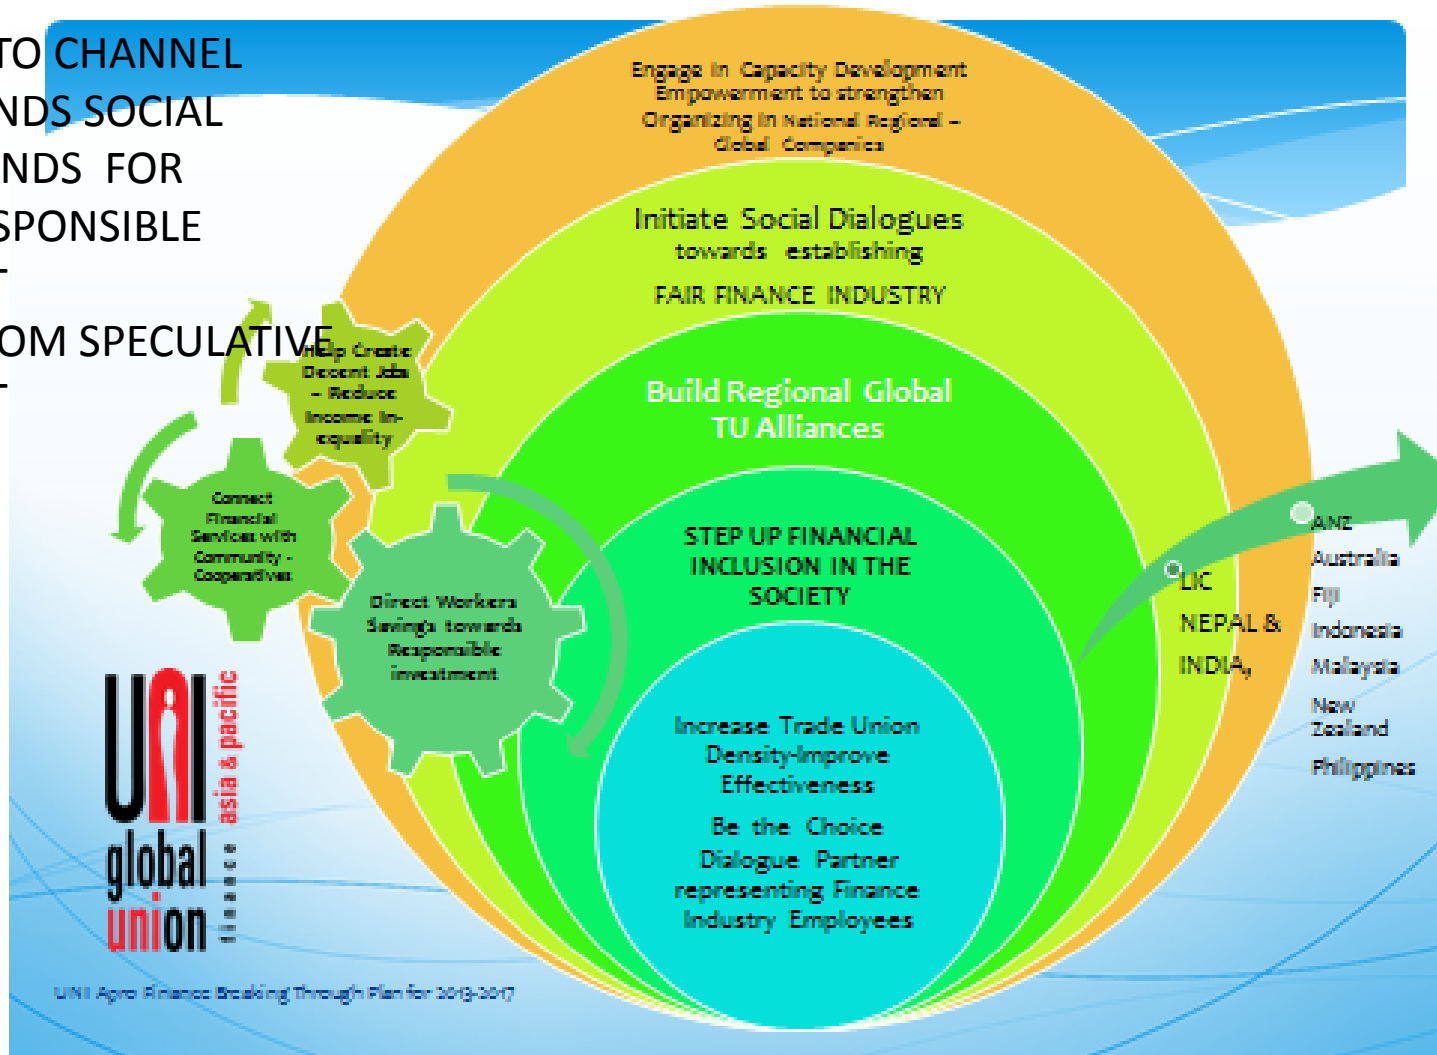 TO CHANNEL
NDS SOCIAL
NDS FOR
SPONSIBLE
OM SPECULATIVE
Engage in Capacity Development
Empowerment to strengthen
Organizing in National Regional –
Global Companies
Initiate Social Dialogues
towards establishing
FAIR FINANCE INDUSTRY
Build Regional Global
TU Alliances
STEP UP FINANCIAL
INCLUSION IN THE
SOCIETY
Increase Trade Union
Density-Improve
Effectiveness
Be the Choice
Dialogue Partner
representing Finance
Industry Employees
Help Create
Decent Jobs
– Reduce
Income In-
equality
Connect
Financial
Services with
Community -
Cooperatives
Direct Workers
Savings towards
Responsible
investment
LIC
NEPAL &
INDIA,
ANZ
Australia
Fiji
Indonesia
Malaysia
New
Zealand
Philippines
UNI
global
union
asia & pacific
finance
UNI Apro Finance Breaking Through Plan for 2013-2017